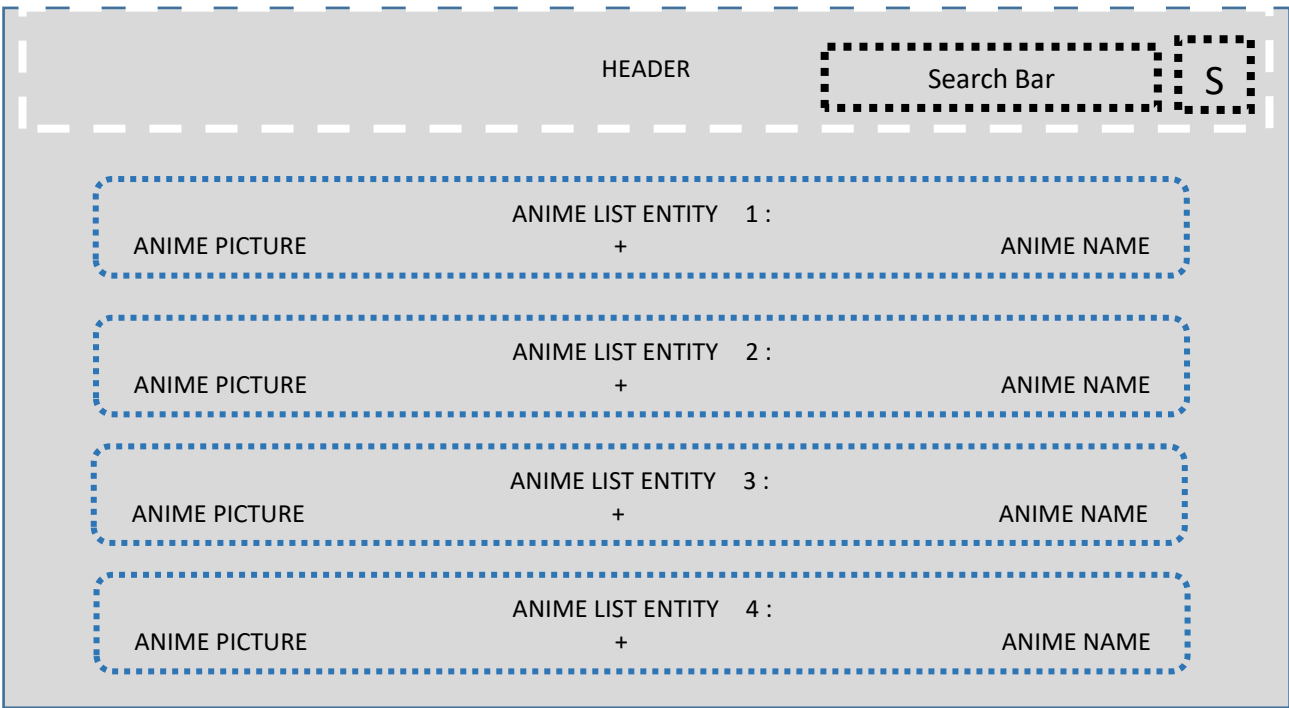 HEADER
Search Bar
S
ANIME LIST ENTITY 1 :
ANIME PICTURE + ANIME NAME
ANIME LIST ENTITY 2 :
ANIME PICTURE + ANIME NAME
ANIME LIST ENTITY 3 :
ANIME PICTURE + ANIME NAME
ANIME LIST ENTITY 4 :
ANIME PICTURE + ANIME NAME